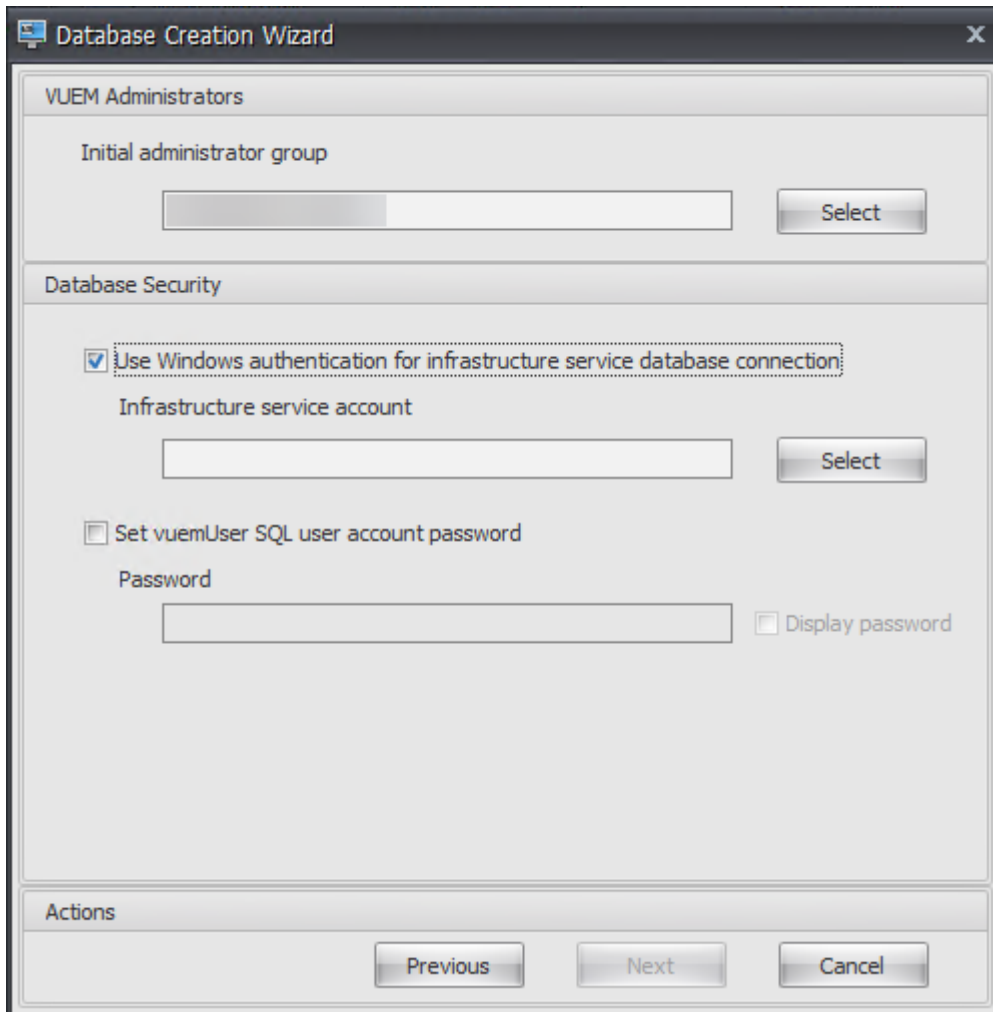 Database Creation Wizard
VUEM Administrators
Initial administrator group
Select
Database Security
Use Windows authentication for infrastructure service database connection
Infrastructure service account
Select
Set vuemUser SQL user account password
Password
Display password
Actions
Previous
Next
Cancel